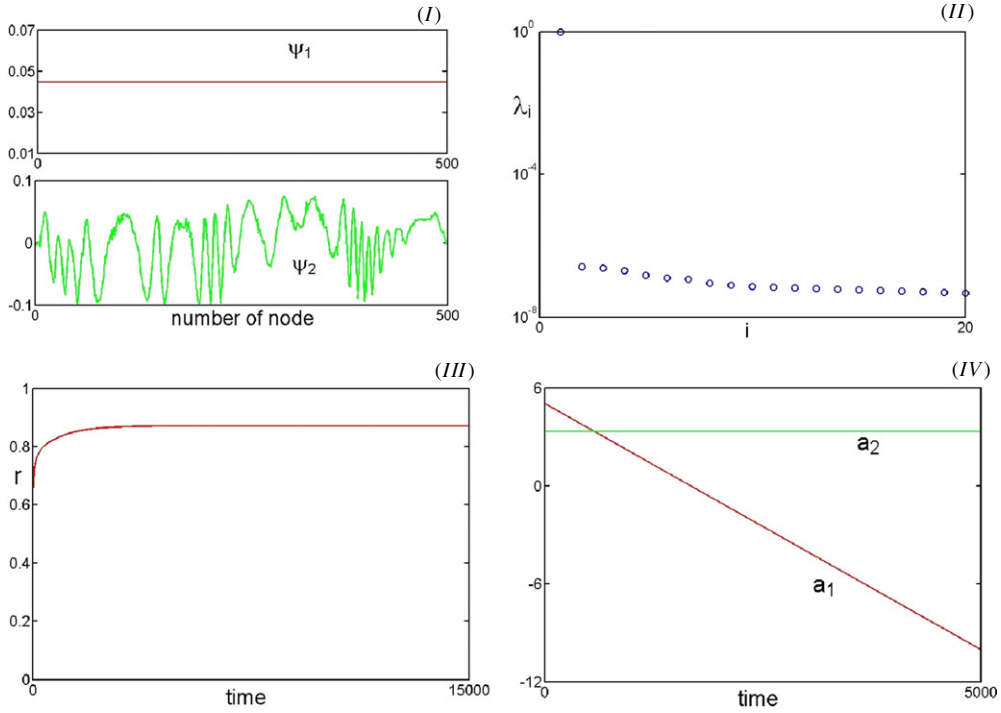 (I)
0.07
0.05
0.03
0.01
ψ1
0
500
0.1
0
-0.1
ψ2
0
500
number of node
(II)
10^0
λi
10^-4
10^-8
0
20
i
(III)
1
0.8
r
0.6
0.4
0.2
0
0
15000
time
(IV)
6
0
-6
-12
a2
a1
0
5000
time